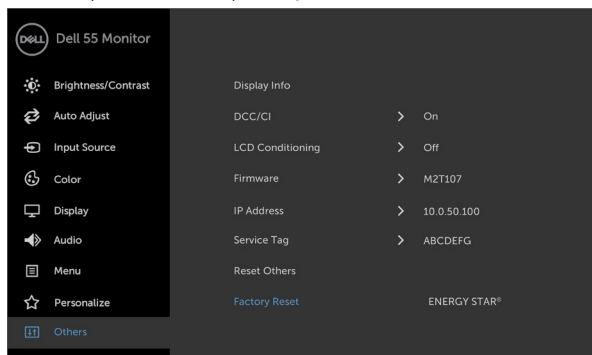 DELL Dell 55 Monitor
Brightness/Contrast
Auto Adjust
Input Source
Color
Display
Audio
Menu
Personalize
Others
Display Info
DCC/CI > On
LCD Conditioning > Off
Firmware > M2T107
IP Address > 10.0.50.100
Service Tag > ABCDEFG
Reset Others
Factory Reset ENERGY STAR®